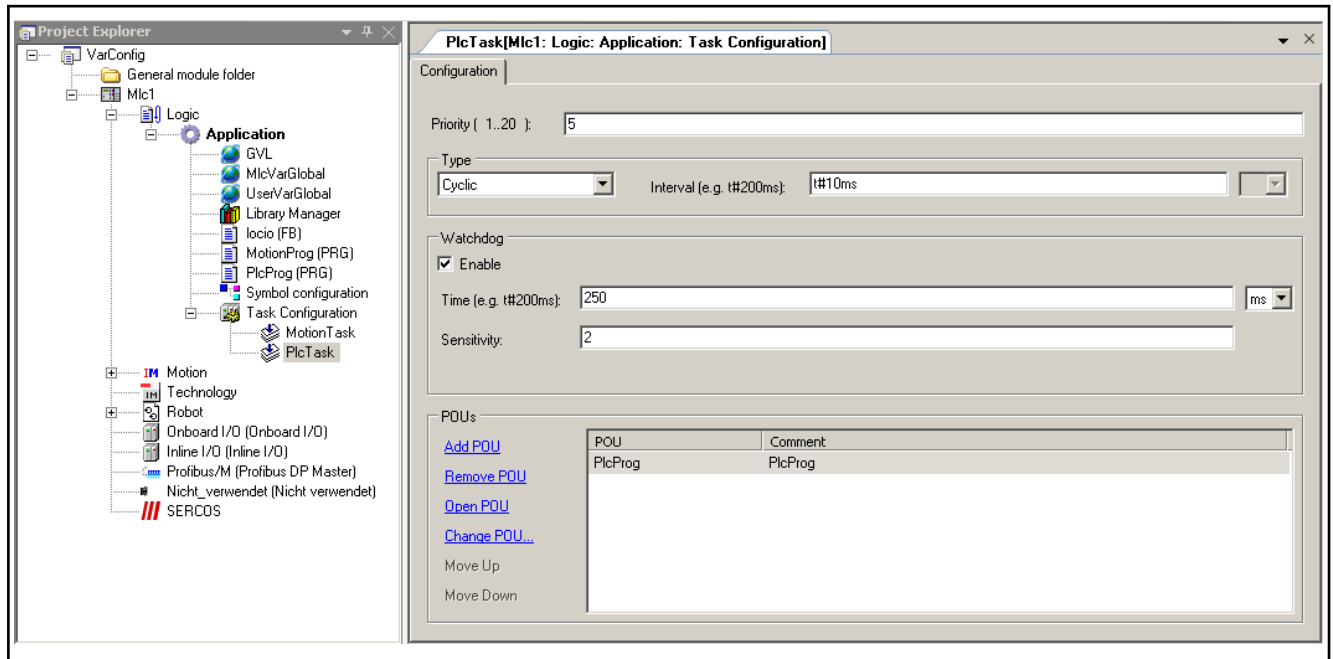 Project Explorer
VarConfig
General module folder
Mlc1
Logic
Application
GVL
MlcVarGlobal
UserVarGlobal
Library Manager
locio (FB)
MotionProg (PRG)
PlcProg (PRG)
Symbol configuration
Task Configuration
MotionTask
PlcTask
IM Motion
IM Technology
Robot
Onboard I/O (Onboard I/O)
Inline I/O (Inline I/O)
Profibus/M (Profibus DP Master)
Nicht_verwendet (Nicht verwendet)
SERCOS
PlcTask[Mlc1: Logic: Application: Task Configuration]
Configuration
Priority ( 1..20 ): 5
Type
Cyclic Interval (e.g. t#200ms): t#10ms
Watchdog
Enable
Time (e.g. t#200ms): 250 ms
Sensitivity: 2
POUs
Add POU
Remove POU
Open POU
Change POU...
Move Up
Move Down
POU Comment
PlcProg PlcProg